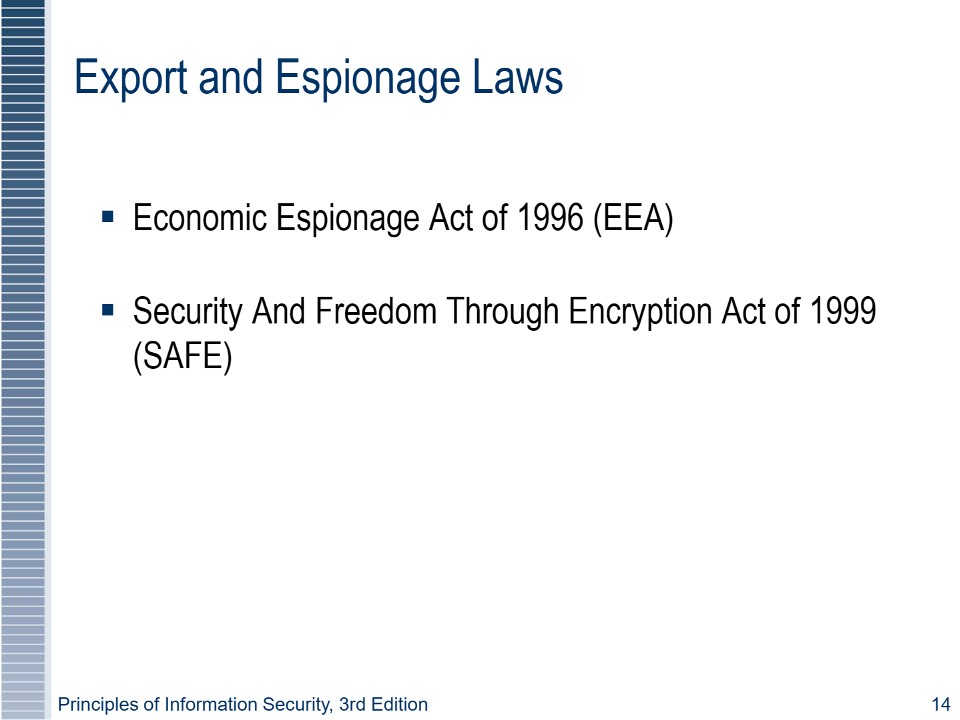 Export and Espionage Laws
▪ Economic Espionage Act of 1996 (EEA)
▪ Security And Freedom Through Encryption Act of 1999
(SAFE)
Principles of Information Security, 3rd Edition
14